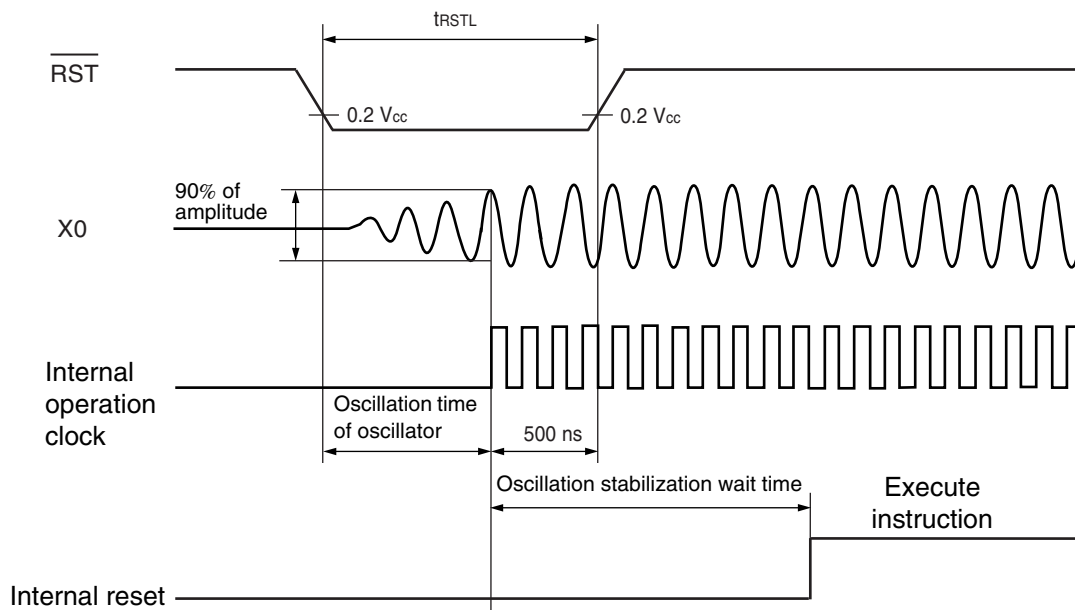 tRSTL
RST
0.2 Vcc
0.2 Vcc
90% of
amplitude
X0
Internal
operation
clock
Oscillation time
of oscillator
500 ns
Oscillation stabilization wait time
Execute
instruction
Internal reset